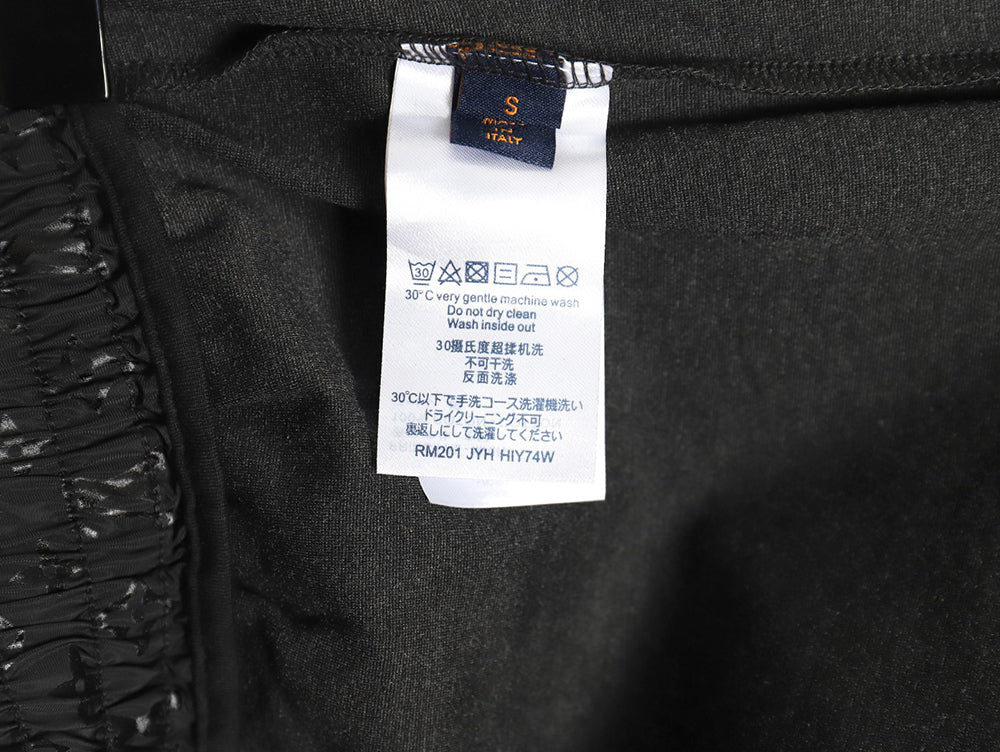 S
MADE
IN
ITALY
30
30°C very gentle machine wash
Do not dry clean
Wash inside out
30摄氏度超揉机洗
不可干洗
反面洗涤
30℃以下で手洗コース洗濯機洗い
ドライクリーニング不可
裏返しにして洗濯してください
RM201 JYH HIY74W